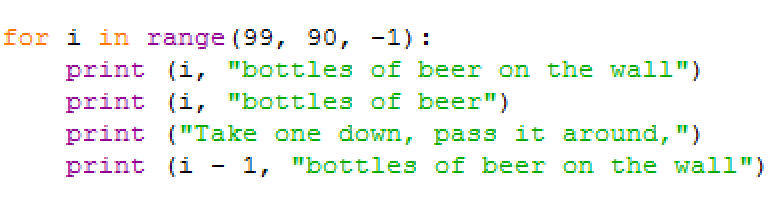 for i in range(99, 90, -1):
    print (i, "bottles of beer on the wall")
    print (i, "bottles of beer")
    print ("Take one down, pass it around,")
    print (i - 1, "bottles of beer on the wall")